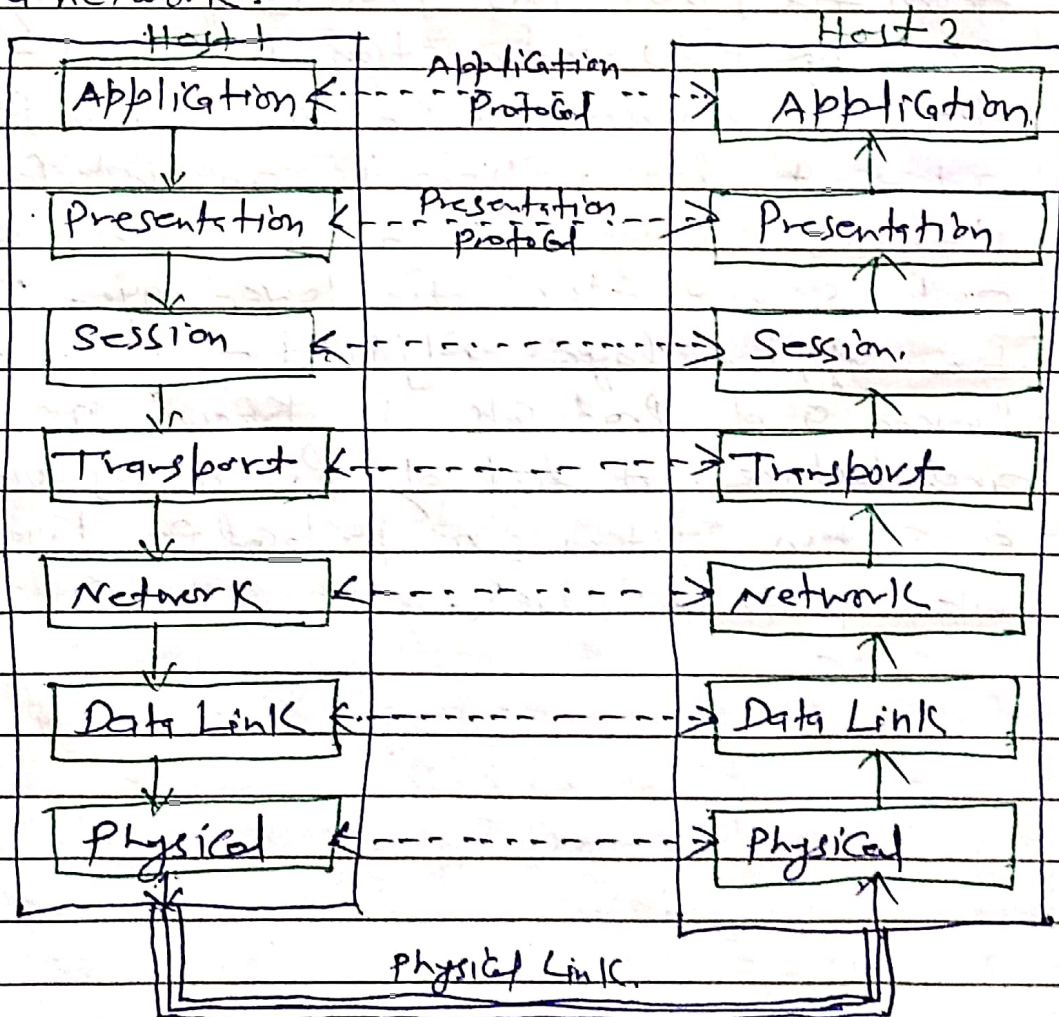 a network.
Host 1 Host 2
Application Application Protocol Application
Presentation Presentation Protocol Presentation
Session Session.
Transport Transport
Network Network
Data Link Data Link
Physical Physical
Physical Link.